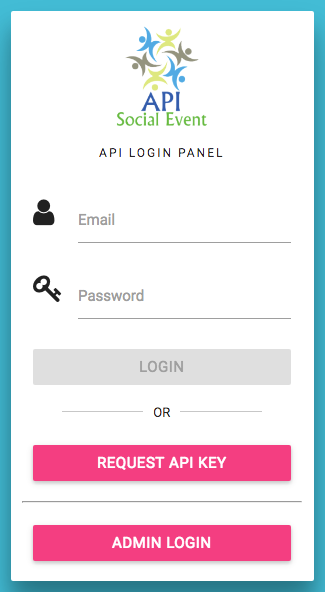 API
Social Event
API LOGIN PANEL
Email
Password
LOGIN
OR
REQUEST API KEY
ADMIN LOGIN